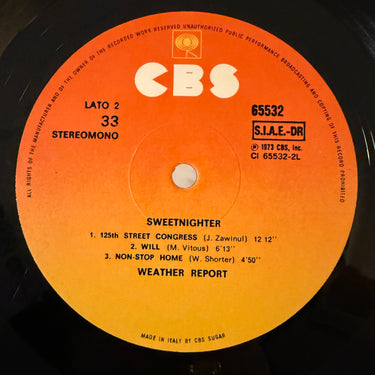 ALL RIGHTS OF THE MANUFACTURER AND OF THE OWNER OF THE RECORDED WORK RESERVED UNAUTHORIZED PUBLIC PERFORMANCE BROADCASTING AND COPYING OF THIS RECORD PROHIBITED
CBS
LATO 2
33
STEREOMONO
65532
S.I.A.E.-DR
℗ 1973 CBS, Inc.
CI 65532-2L
SWEETNIGHTER
1. 125th STREET CONGRESS (J. Zawinul) 12'12''
2. WILL (M. Vitous) 6'13''
3. NON-STOP HOME (W. Shorter) 4'50''
WEATHER REPORT
MADE IN ITALY BY CBS SUGAR